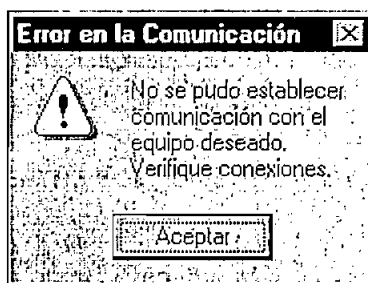 Error en la Comunicación
No se pudo establecer
comunicación con el
equipo deseado.
Verifique conexiones.
Aceptar